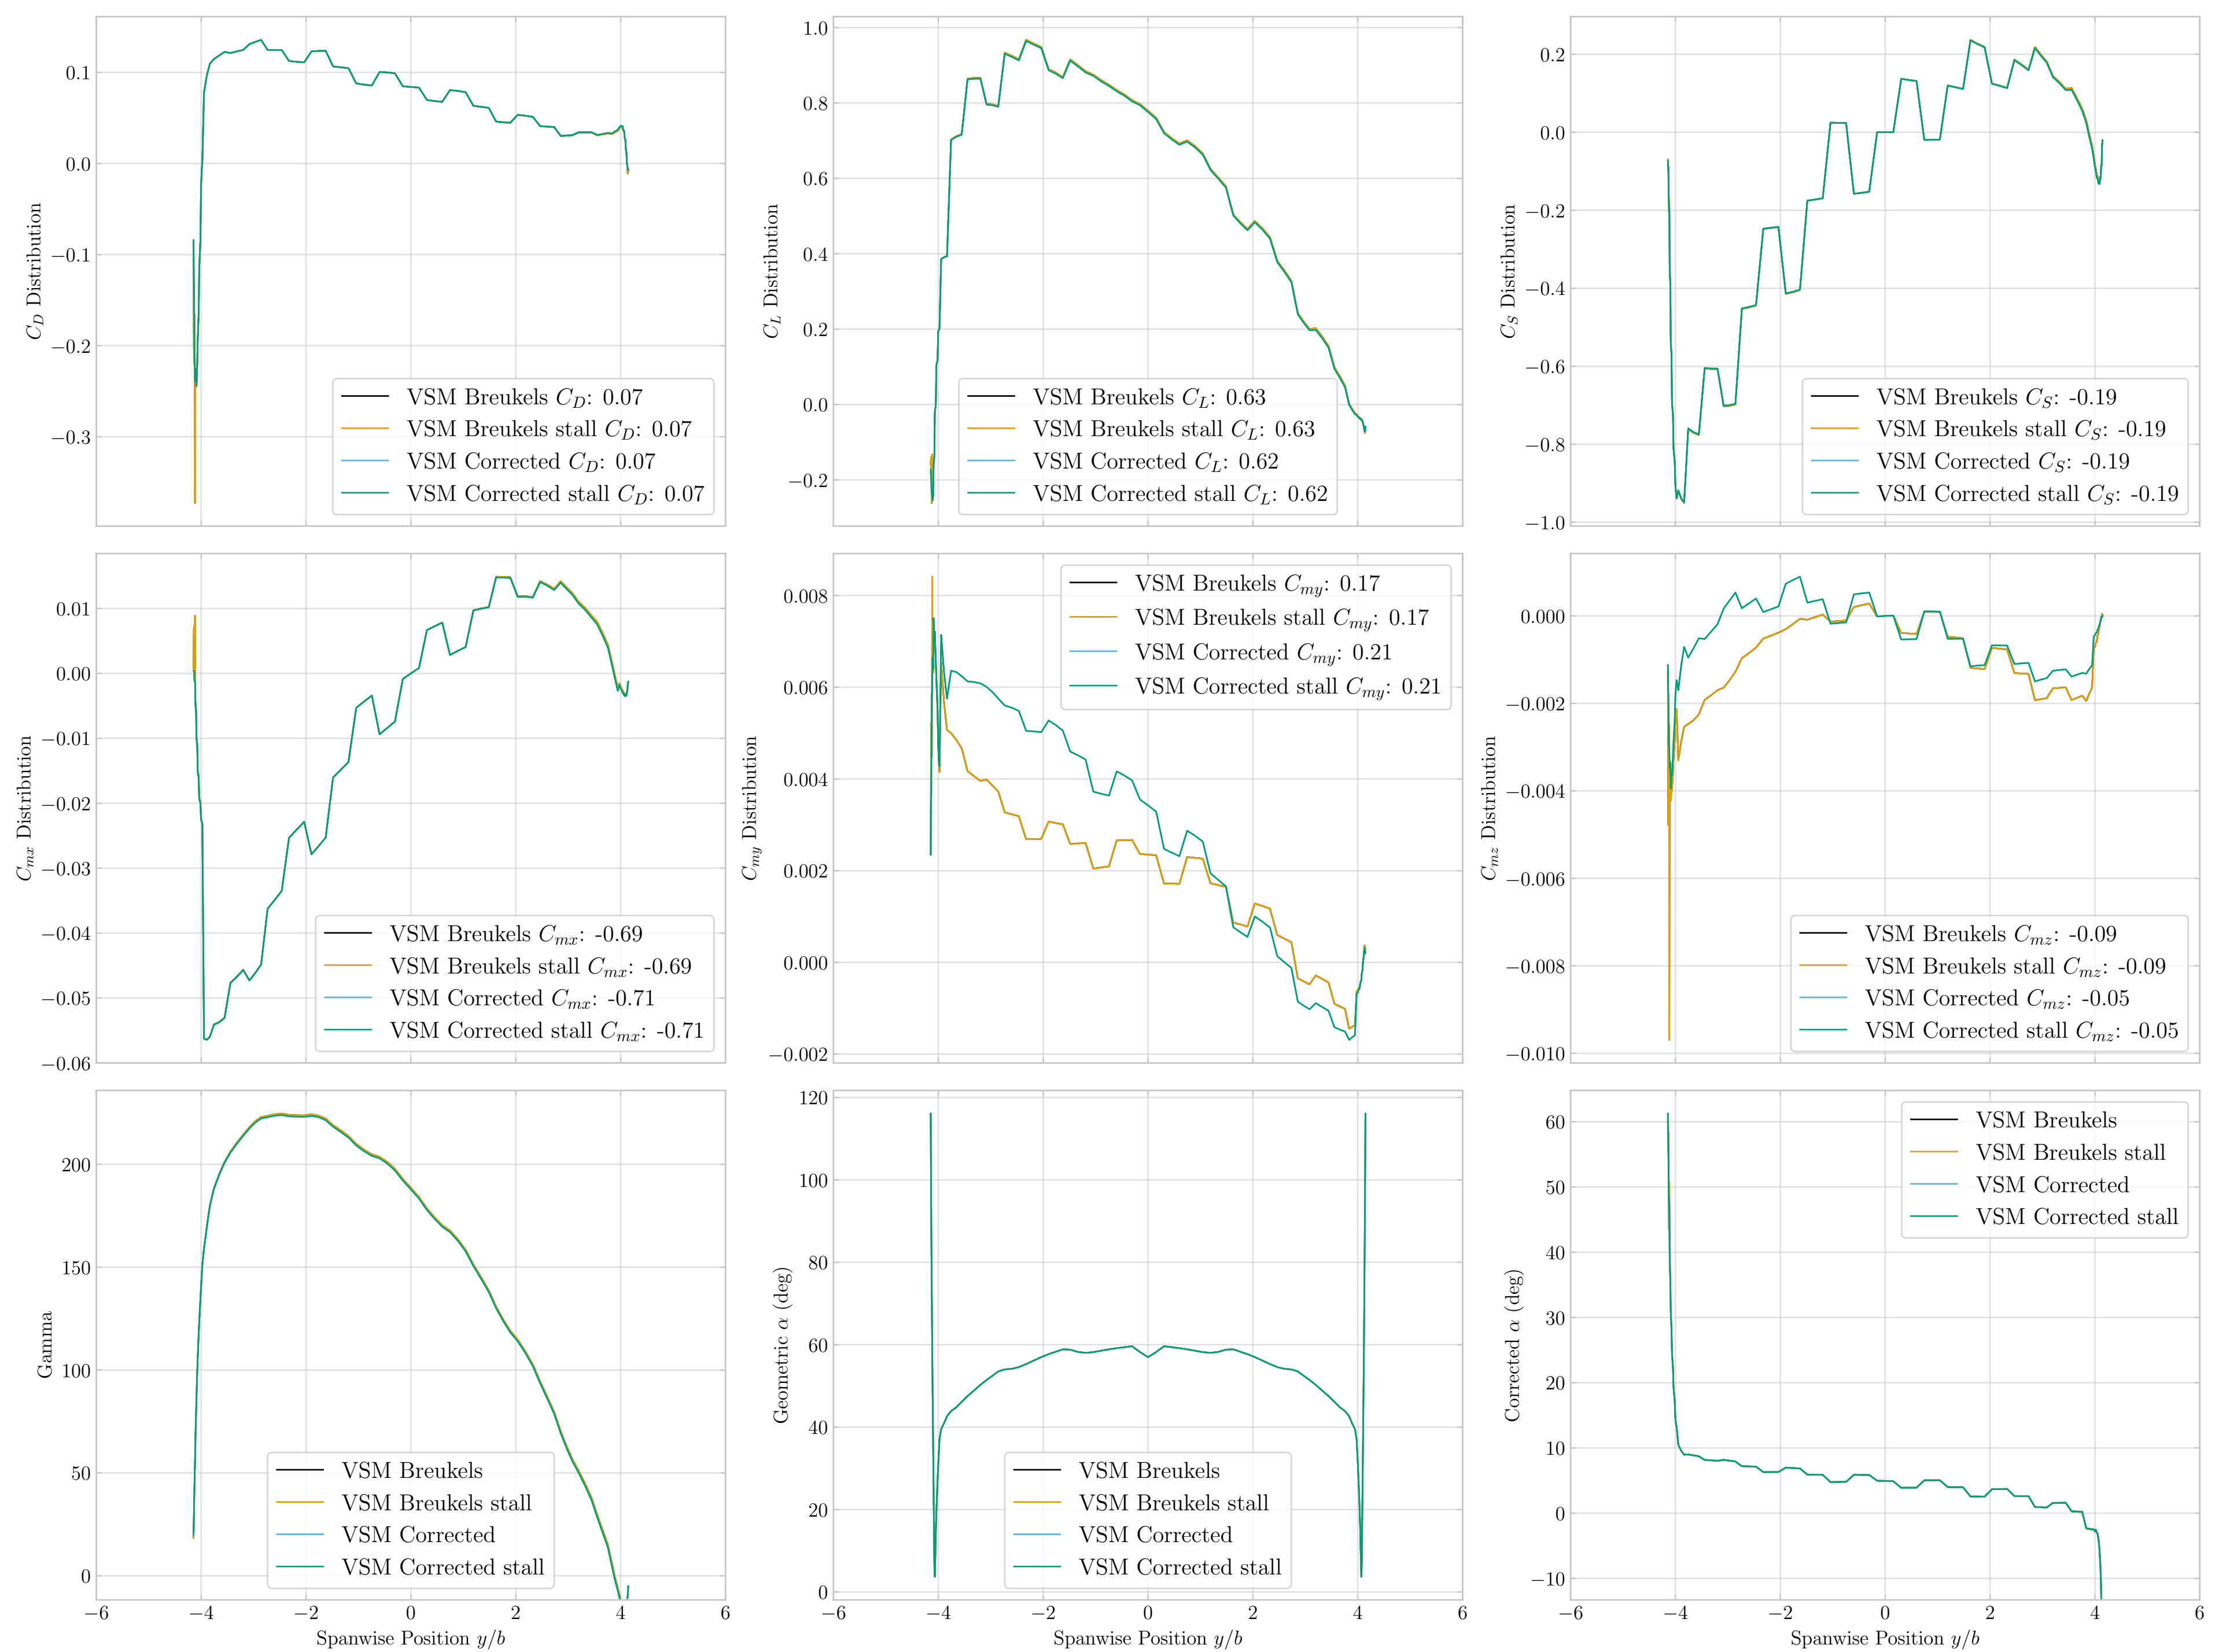 C_D Distribution
0.1
0.0
−0.1
−0.2
−0.3
VSM Breukels C_D: 0.07
VSM Breukels stall C_D: 0.07
VSM Corrected C_D: 0.07
VSM Corrected stall C_D: 0.07
C_L Distribution
1.0
0.8
0.6
0.4
0.2
0.0
−0.2
VSM Breukels C_L: 0.63
VSM Breukels stall C_L: 0.63
VSM Corrected C_L: 0.62
VSM Corrected stall C_L: 0.62
C_S Distribution
0.2
0.0
−0.2
−0.4
−0.6
−0.8
−1.0
VSM Breukels C_S: -0.19
VSM Breukels stall C_S: -0.19
VSM Corrected C_S: -0.19
VSM Corrected stall C_S: -0.19
C_mx Distribution
0.01
0.00
−0.01
−0.02
−0.03
−0.04
−0.05
−0.06
VSM Breukels C_mx: -0.69
VSM Breukels stall C_mx: -0.69
VSM Corrected C_mx: -0.71
VSM Corrected stall C_mx: -0.71
C_my Distribution
0.008
0.006
0.004
0.002
0.000
−0.002
VSM Breukels C_my: 0.17
VSM Breukels stall C_my: 0.17
VSM Corrected C_my: 0.21
VSM Corrected stall C_my: 0.21
C_mz Distribution
0.000
−0.002
−0.004
−0.006
−0.008
−0.010
VSM Breukels C_mz: -0.09
VSM Breukels stall C_mz: -0.09
VSM Corrected C_mz: -0.05
VSM Corrected stall C_mz: -0.05
Gamma
200
150
100
50
0
VSM Breukels
VSM Breukels stall
VSM Corrected
VSM Corrected stall
−6 −4 −2 0 2 4 6
Spanwise Position y/b
Geometric α (deg)
120
100
80
60
40
20
0
VSM Breukels
VSM Breukels stall
VSM Corrected
VSM Corrected stall
−6 −4 −2 0 2 4 6
Spanwise Position y/b
Corrected α (deg)
60
50
40
30
20
10
0
−10
VSM Breukels
VSM Breukels stall
VSM Corrected
VSM Corrected stall
−6 −4 −2 0 2 4 6
Spanwise Position y/b